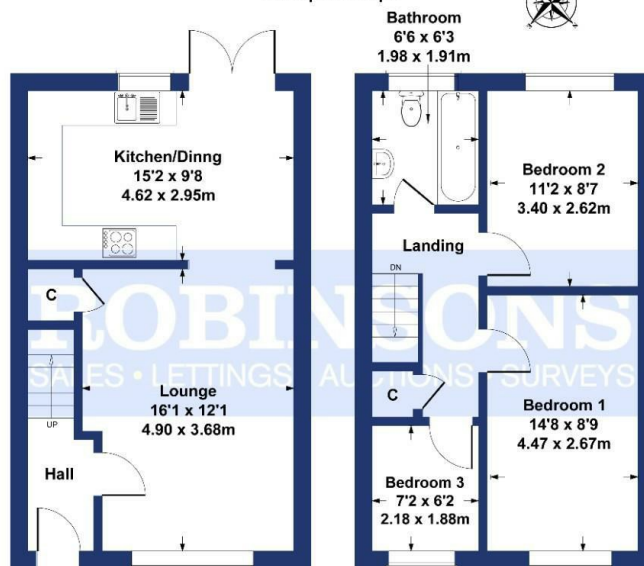 Kitchen/Dinng
15'2 x 9'8
4.62 x 2.95m
C
Lounge
16'1 x 12'1
4.90 x 3.68m
UP
Hall
Bathroom
6'6 x 6'3
1.98 x 1.91m
Bedroom 2
11'2 x 8'7
3.40 x 2.62m
Landing
DN
C
Bedroom 1
14'8 x 8'9
4.47 x 2.67m
Bedroom 3
7'2 x 6'2
2.18 x 1.88m
ROBINSONS
SALES • LETTINGS • AUCTIONS • SURVEYS